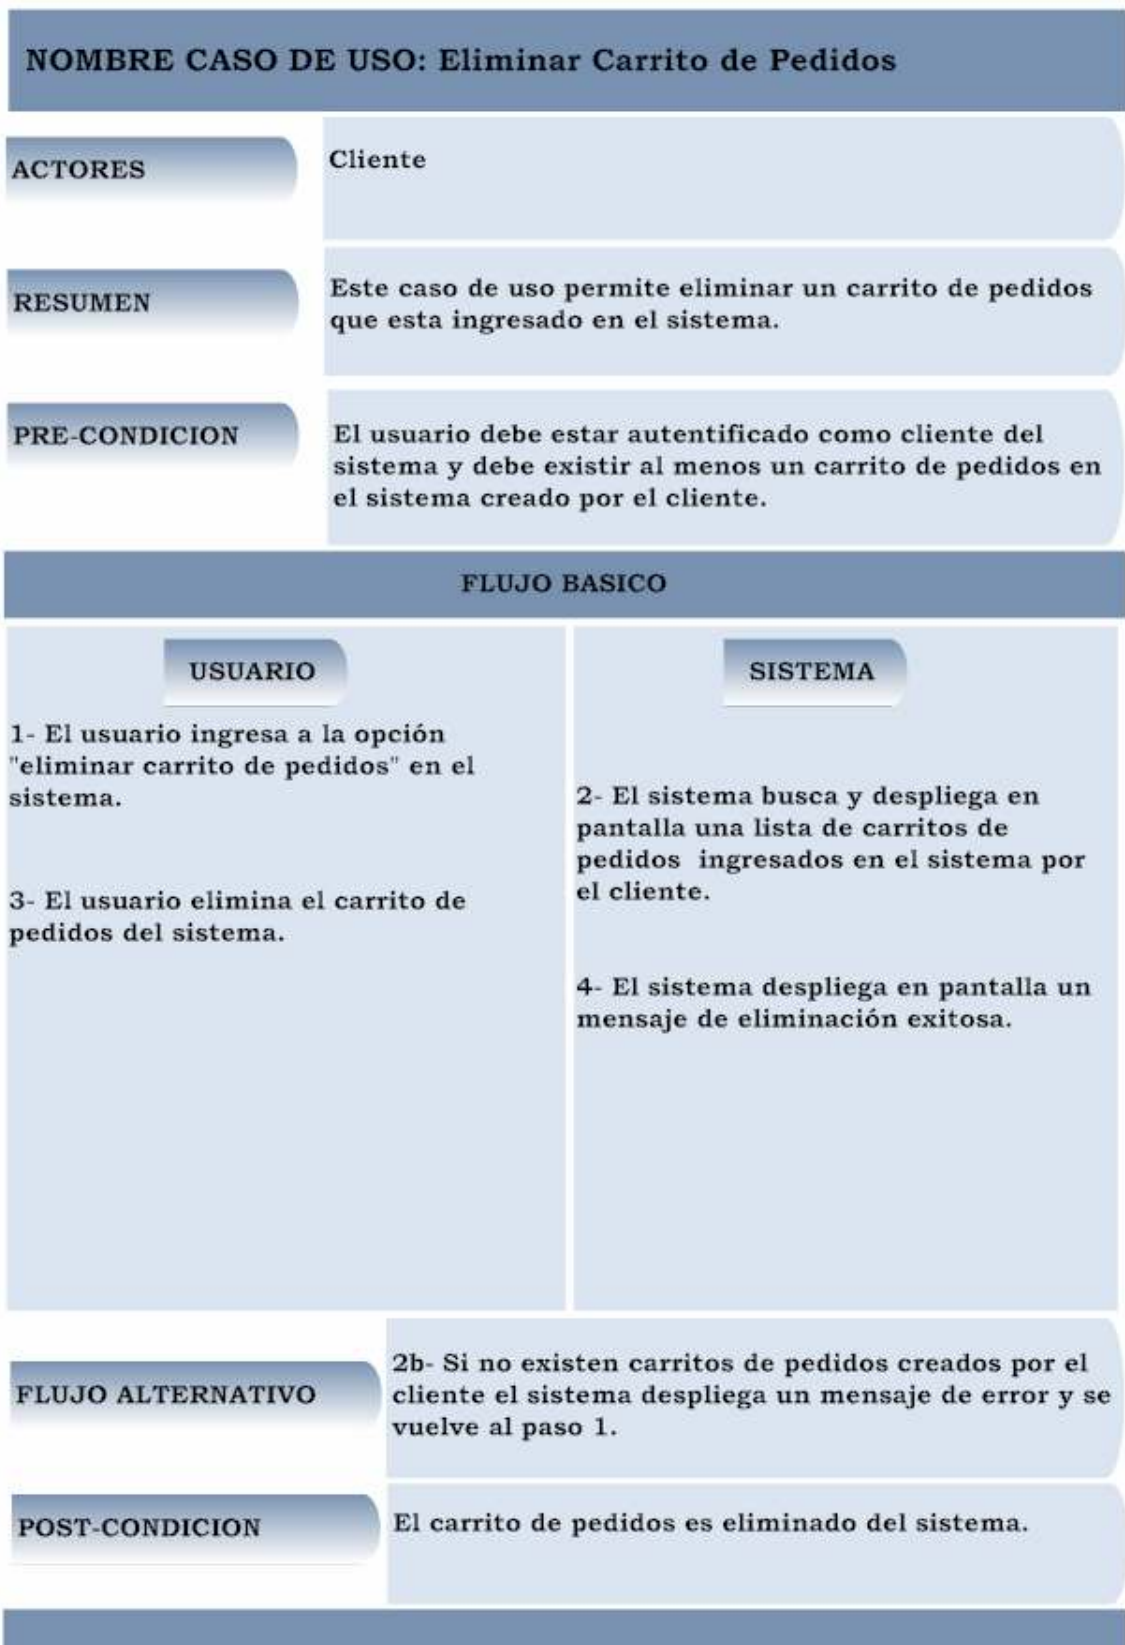 NOMBRE CASO DE USO: Eliminar Carrito de Pedidos
ACTORES
Cliente
RESUMEN
Este caso de uso permite eliminar un carrito de pedidos
que esta ingresado en el sistema.
PRE-CONDICION
El usuario debe estar autentificado como cliente del
sistema y debe existir al menos un carrito de pedidos en
el sistema creado por el cliente.
FLUJO BASICO
USUARIO
1- El usuario ingresa a la opción
"eliminar carrito de pedidos" en el
sistema.
3- El usuario elimina el carrito de
pedidos del sistema.
SISTEMA
2- El sistema busca y despliega en
pantalla una lista de carritos de
pedidos ingresados en el sistema por
el cliente.
4- El sistema despliega en pantalla un
mensaje de eliminación exitosa.
FLUJO ALTERNATIVO
2b- Si no existen carritos de pedidos creados por el
cliente el sistema despliega un mensaje de error y se
vuelve al paso 1.
POST-CONDICION
El carrito de pedidos es eliminado del sistema.